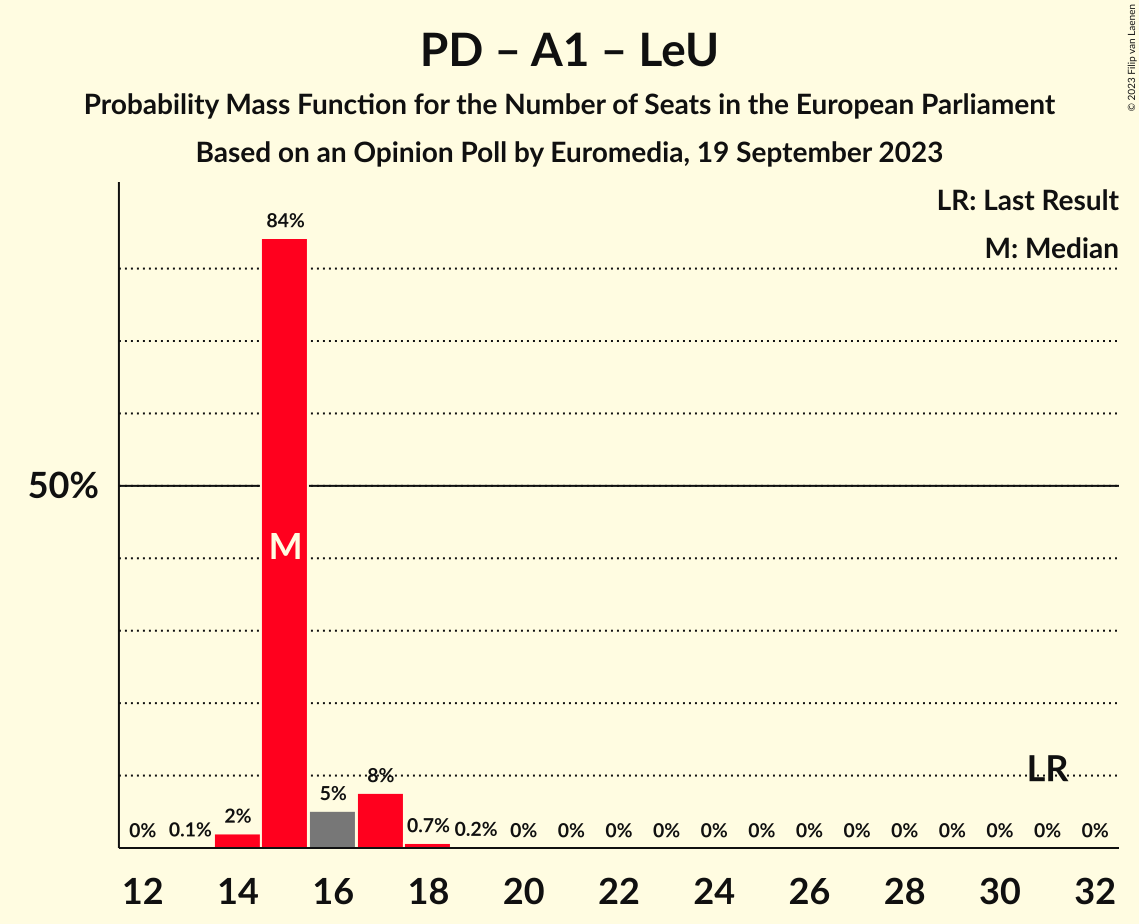 PD – A1 – LeU
Probability Mass Function for the Number of Seats in the European Parliament
Based on an Opinion Poll by Euromedia, 19 September 2023
© 2023 Filip van Laenen
LR: Last Result
M: Median
84%
50%
M
LR
8%
5%
2%
0% 0.1% 0.7% 0.2% 0% 0% 0% 0% 0% 0% 0% 0% 0% 0% 0% 0% 0%
12 14 16 18 20 22 24 26 28 30 32